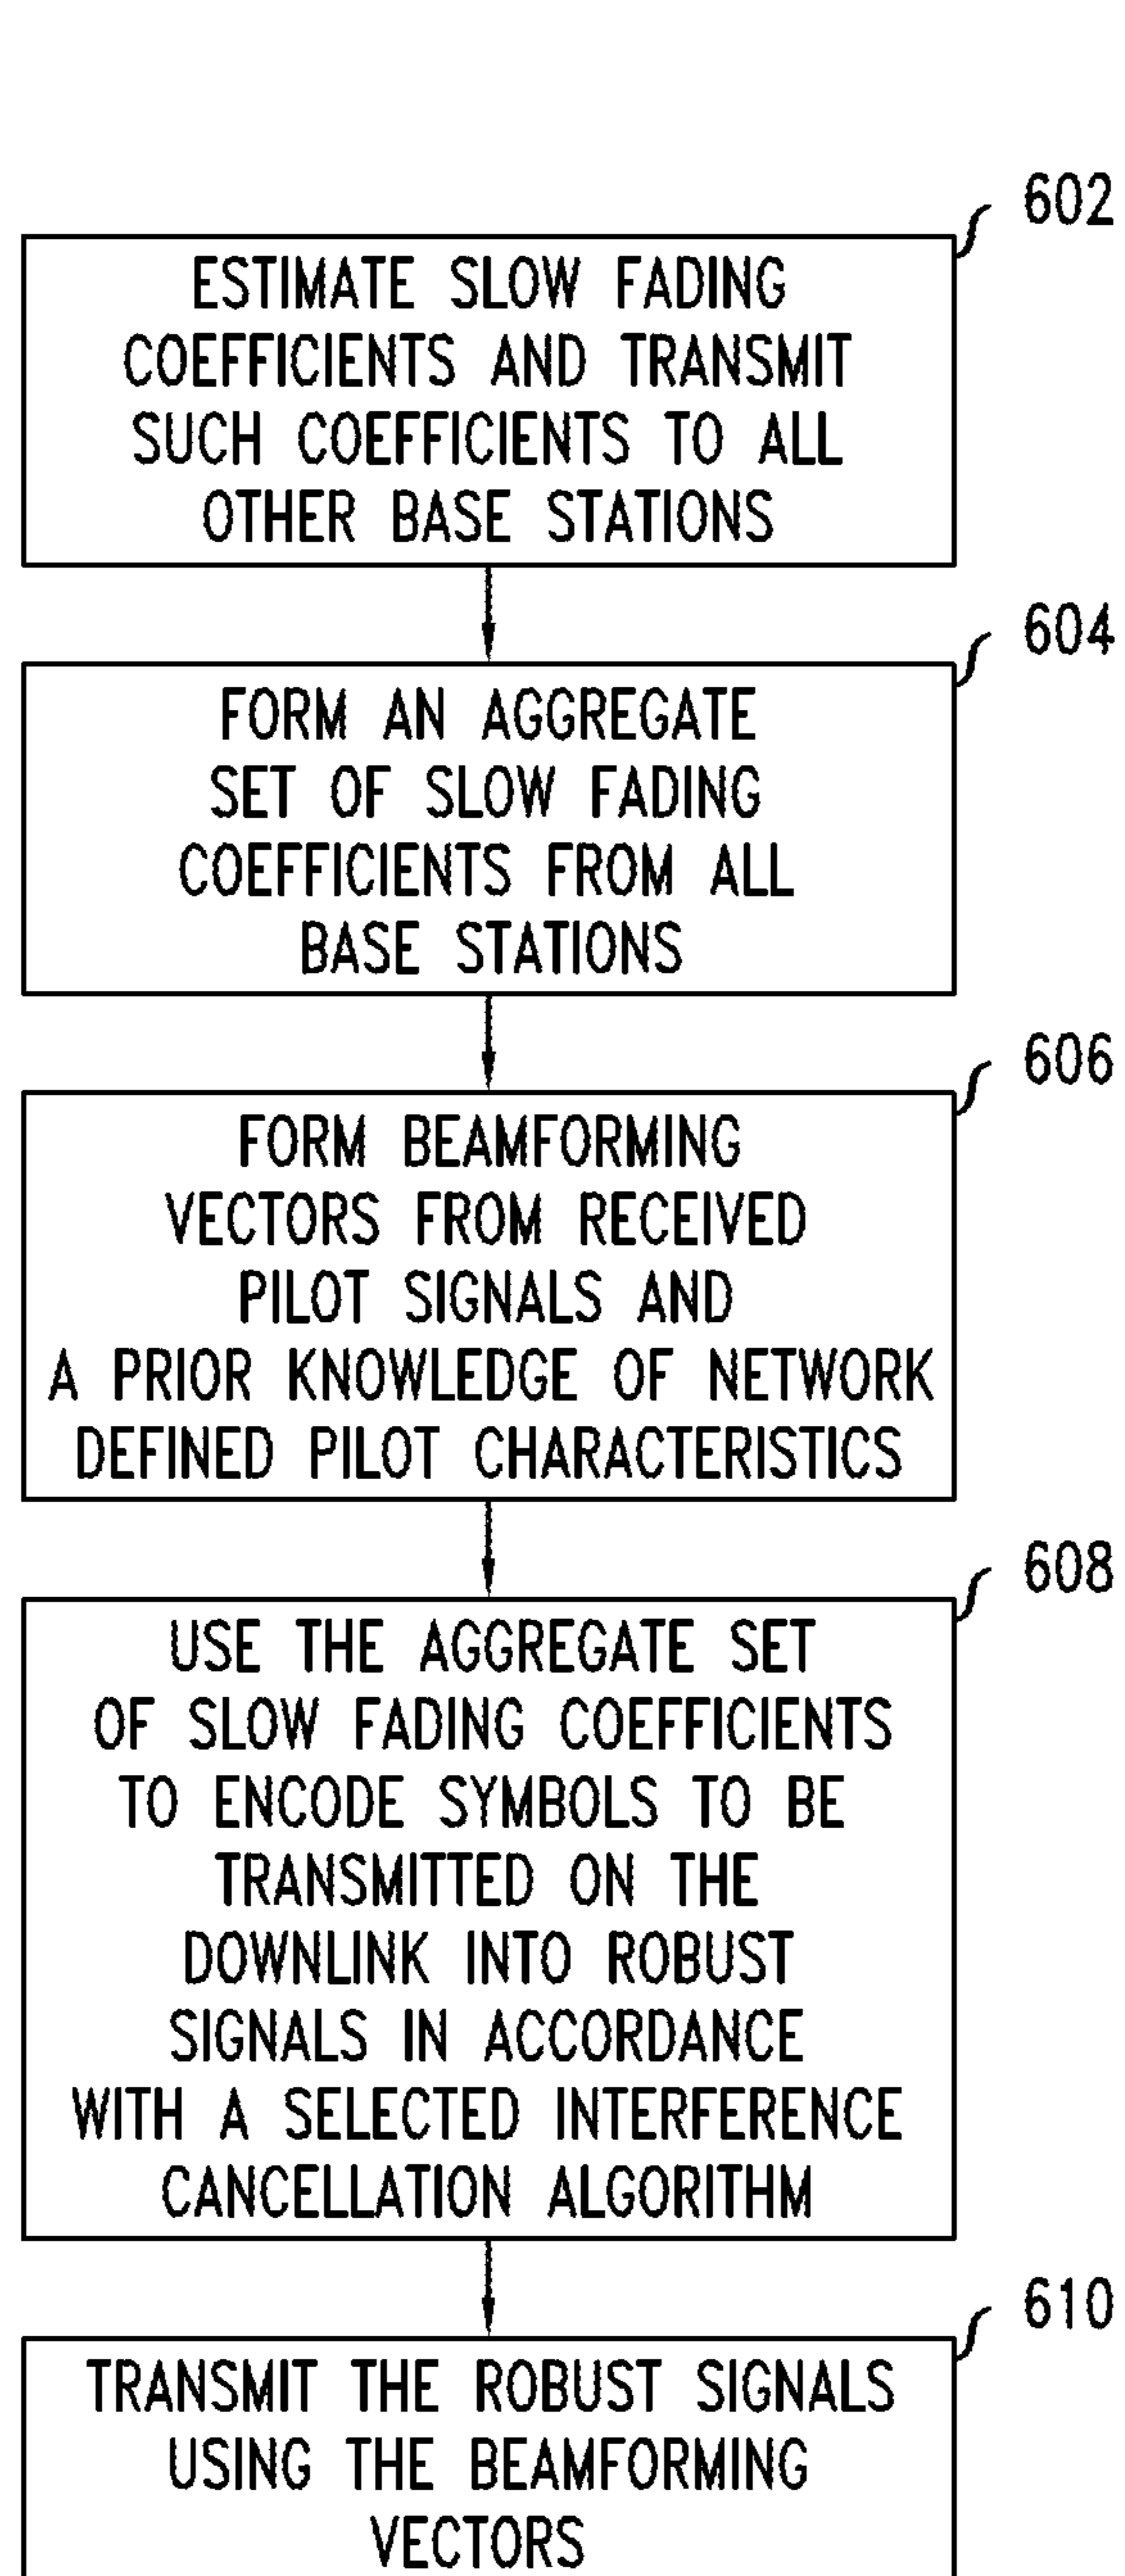 602
ESTIMATE SLOW FADING
COEFFICIENTS AND TRANSMIT
SUCH COEFFICIENTS TO ALL
OTHER BASE STATIONS
604
FORM AN AGGREGATE
SET OF SLOW FADING
COEFFICIENTS FROM ALL
BASE STATIONS
606
FORM BEAMFORMING
VECTORS FROM RECEIVED
PILOT SIGNALS AND
A PRIOR KNOWLEDGE OF NETWORK
DEFINED PILOT CHARACTERISTICS
608
USE THE AGGREGATE SET
OF SLOW FADING COEFFICIENTS
TO ENCODE SYMBOLS TO BE
TRANSMITTED ON THE
DOWNLINK INTO ROBUST
SIGNALS IN ACCORDANCE
WITH A SELECTED INTERFERENCE
CANCELLATION ALGORITHM
610
TRANSMIT THE ROBUST SIGNALS
USING THE BEAMFORMING
VECTORS